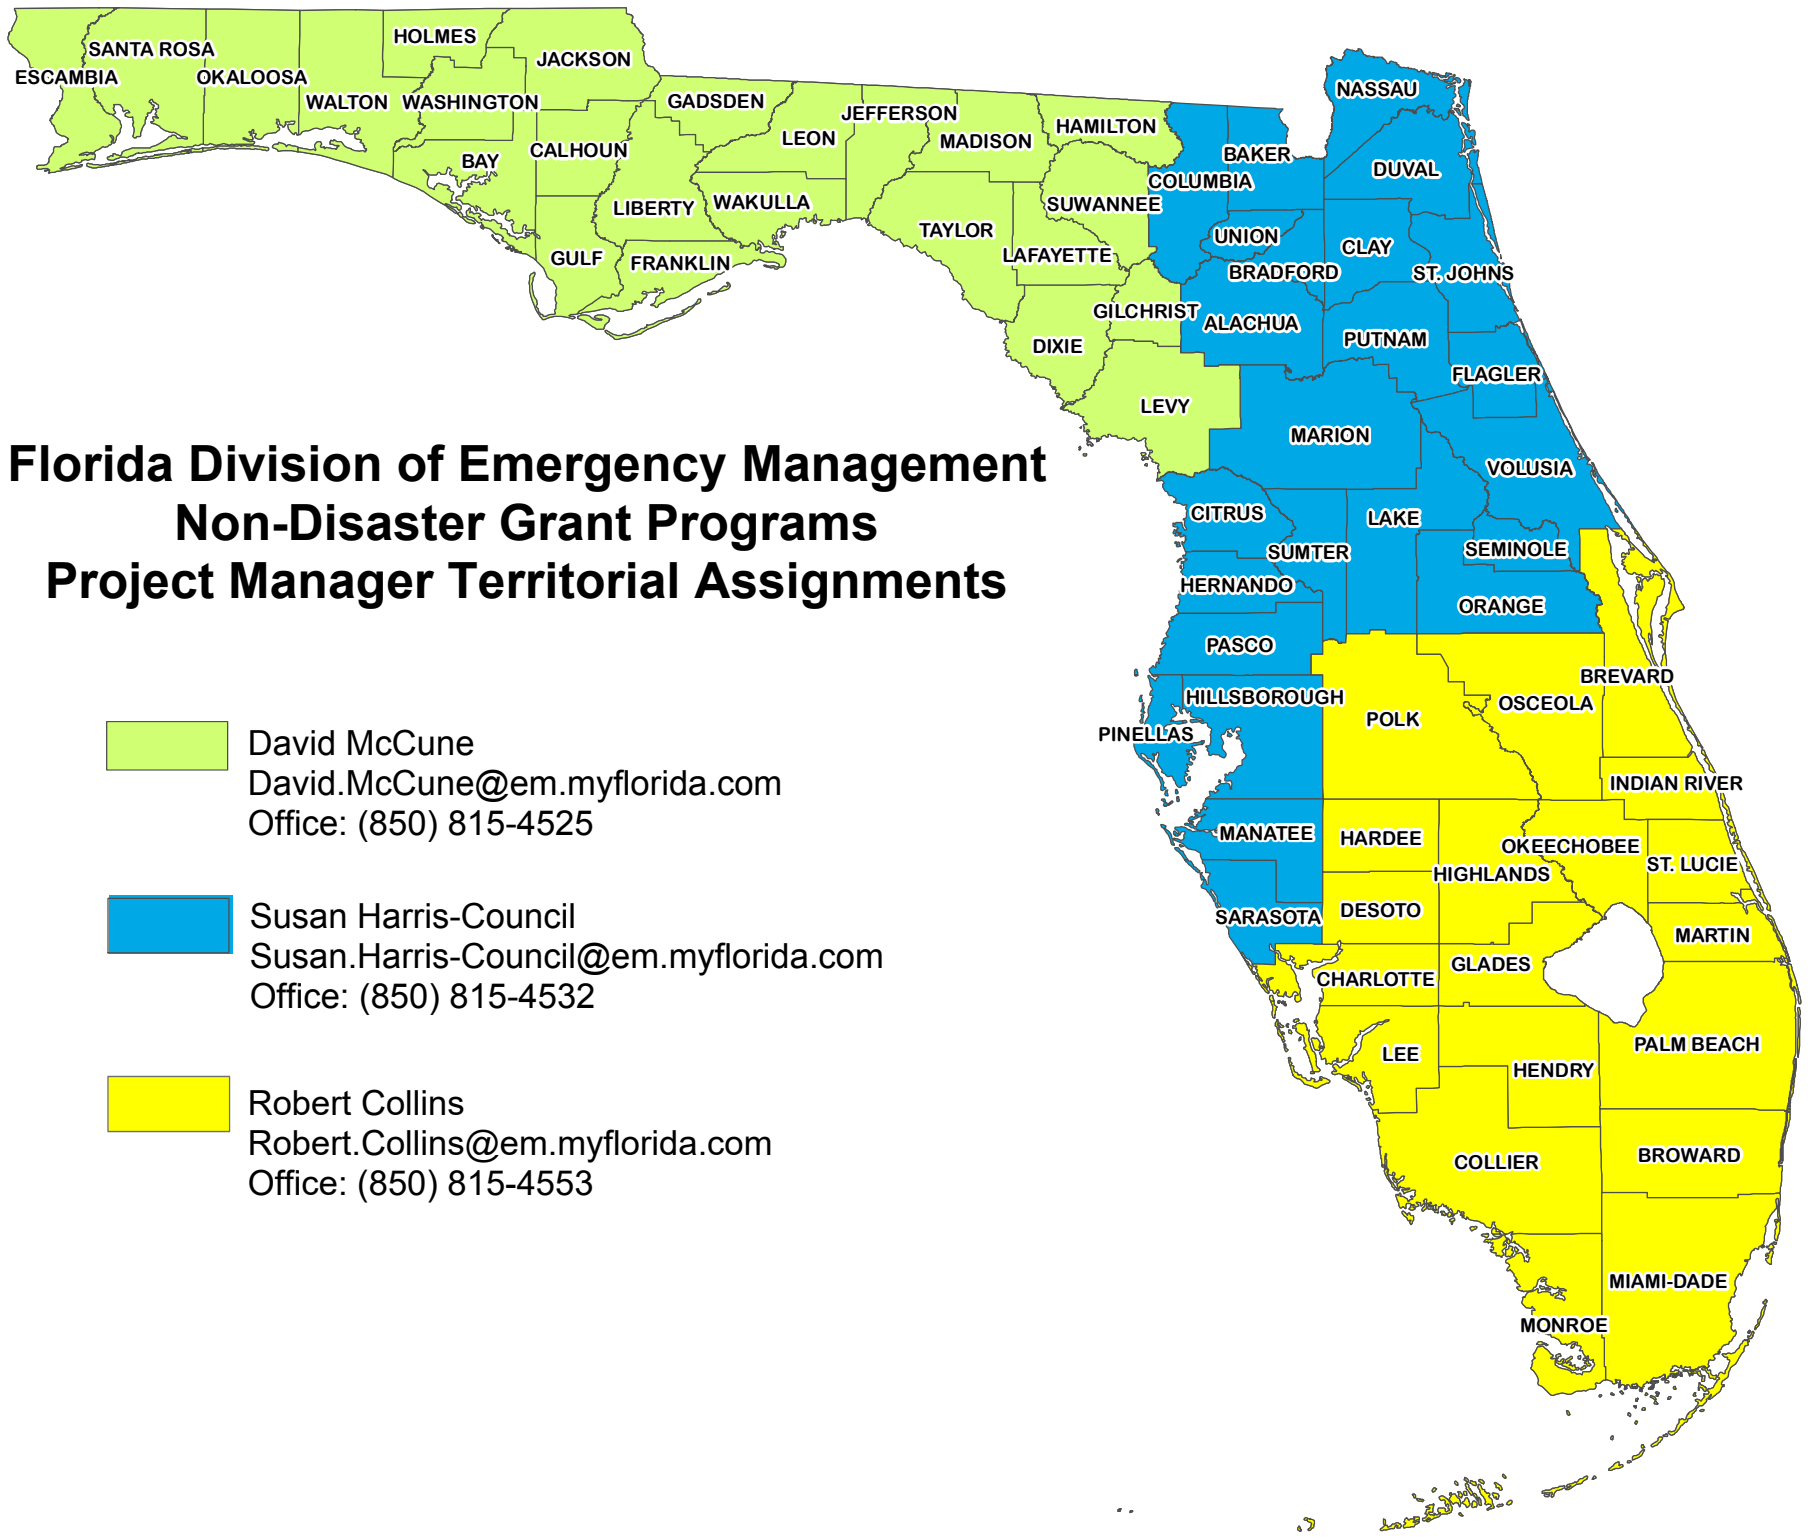 HOLMES
SANTA ROSA
JACKSON
ESCAMBIA
OKALOOSA
WALTON
WASHINGTON
GADSDEN
JEFFERSON
NASSAU
LEON
HAMILTON
MADISON
CALHOUN
BAY
BAKER
DUVAL
COLUMBIA
LIBERTY
WAKULLA
SUWANNEE
TAYLOR
UNION
CLAY
LAFAYETTE
GULF
FRANKLIN
BRADFORD
ST. JOHNS
GILCHRIST
ALACHUA
PUTNAM
DIXIE
FLAGLER
LEVY
MARION
Florida Division of Emergency Management
Non-Disaster Grant Programs
Project Manager Territorial Assignments
VOLUSIA
CITRUS
LAKE
SUMTER
SEMINOLE
HERNANDO
ORANGE
PASCO
BREVARD
HILLSBOROUGH
OSCEOLA
POLK
PINELLAS
INDIAN RIVER
MANATEE
HARDEE
OKEECHOBEE
ST. LUCIE
HIGHLANDS
DESOTO
SARASOTA
MARTIN
GLADES
CHARLOTTE
PALM BEACH
LEE
HENDRY
BROWARD
COLLIER
MIAMI-DADE
MONROE
David McCune
David.McCune@em.myflorida.com
Office: (850) 815-4525
Susan Harris-Council
Susan.Harris-Council@em.myflorida.com
Office: (850) 815-4532
Robert Collins
Robert.Collins@em.myflorida.com
Office: (850) 815-4553